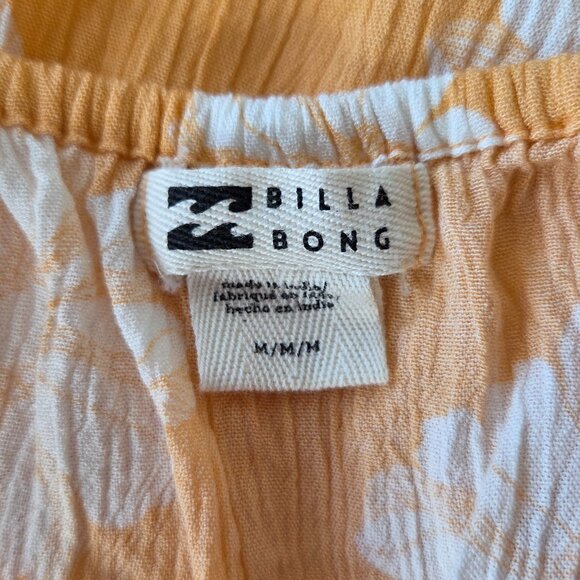 BILLA
BONG
made in india/
fabriqué en inde/
hecho en india
M/M/M